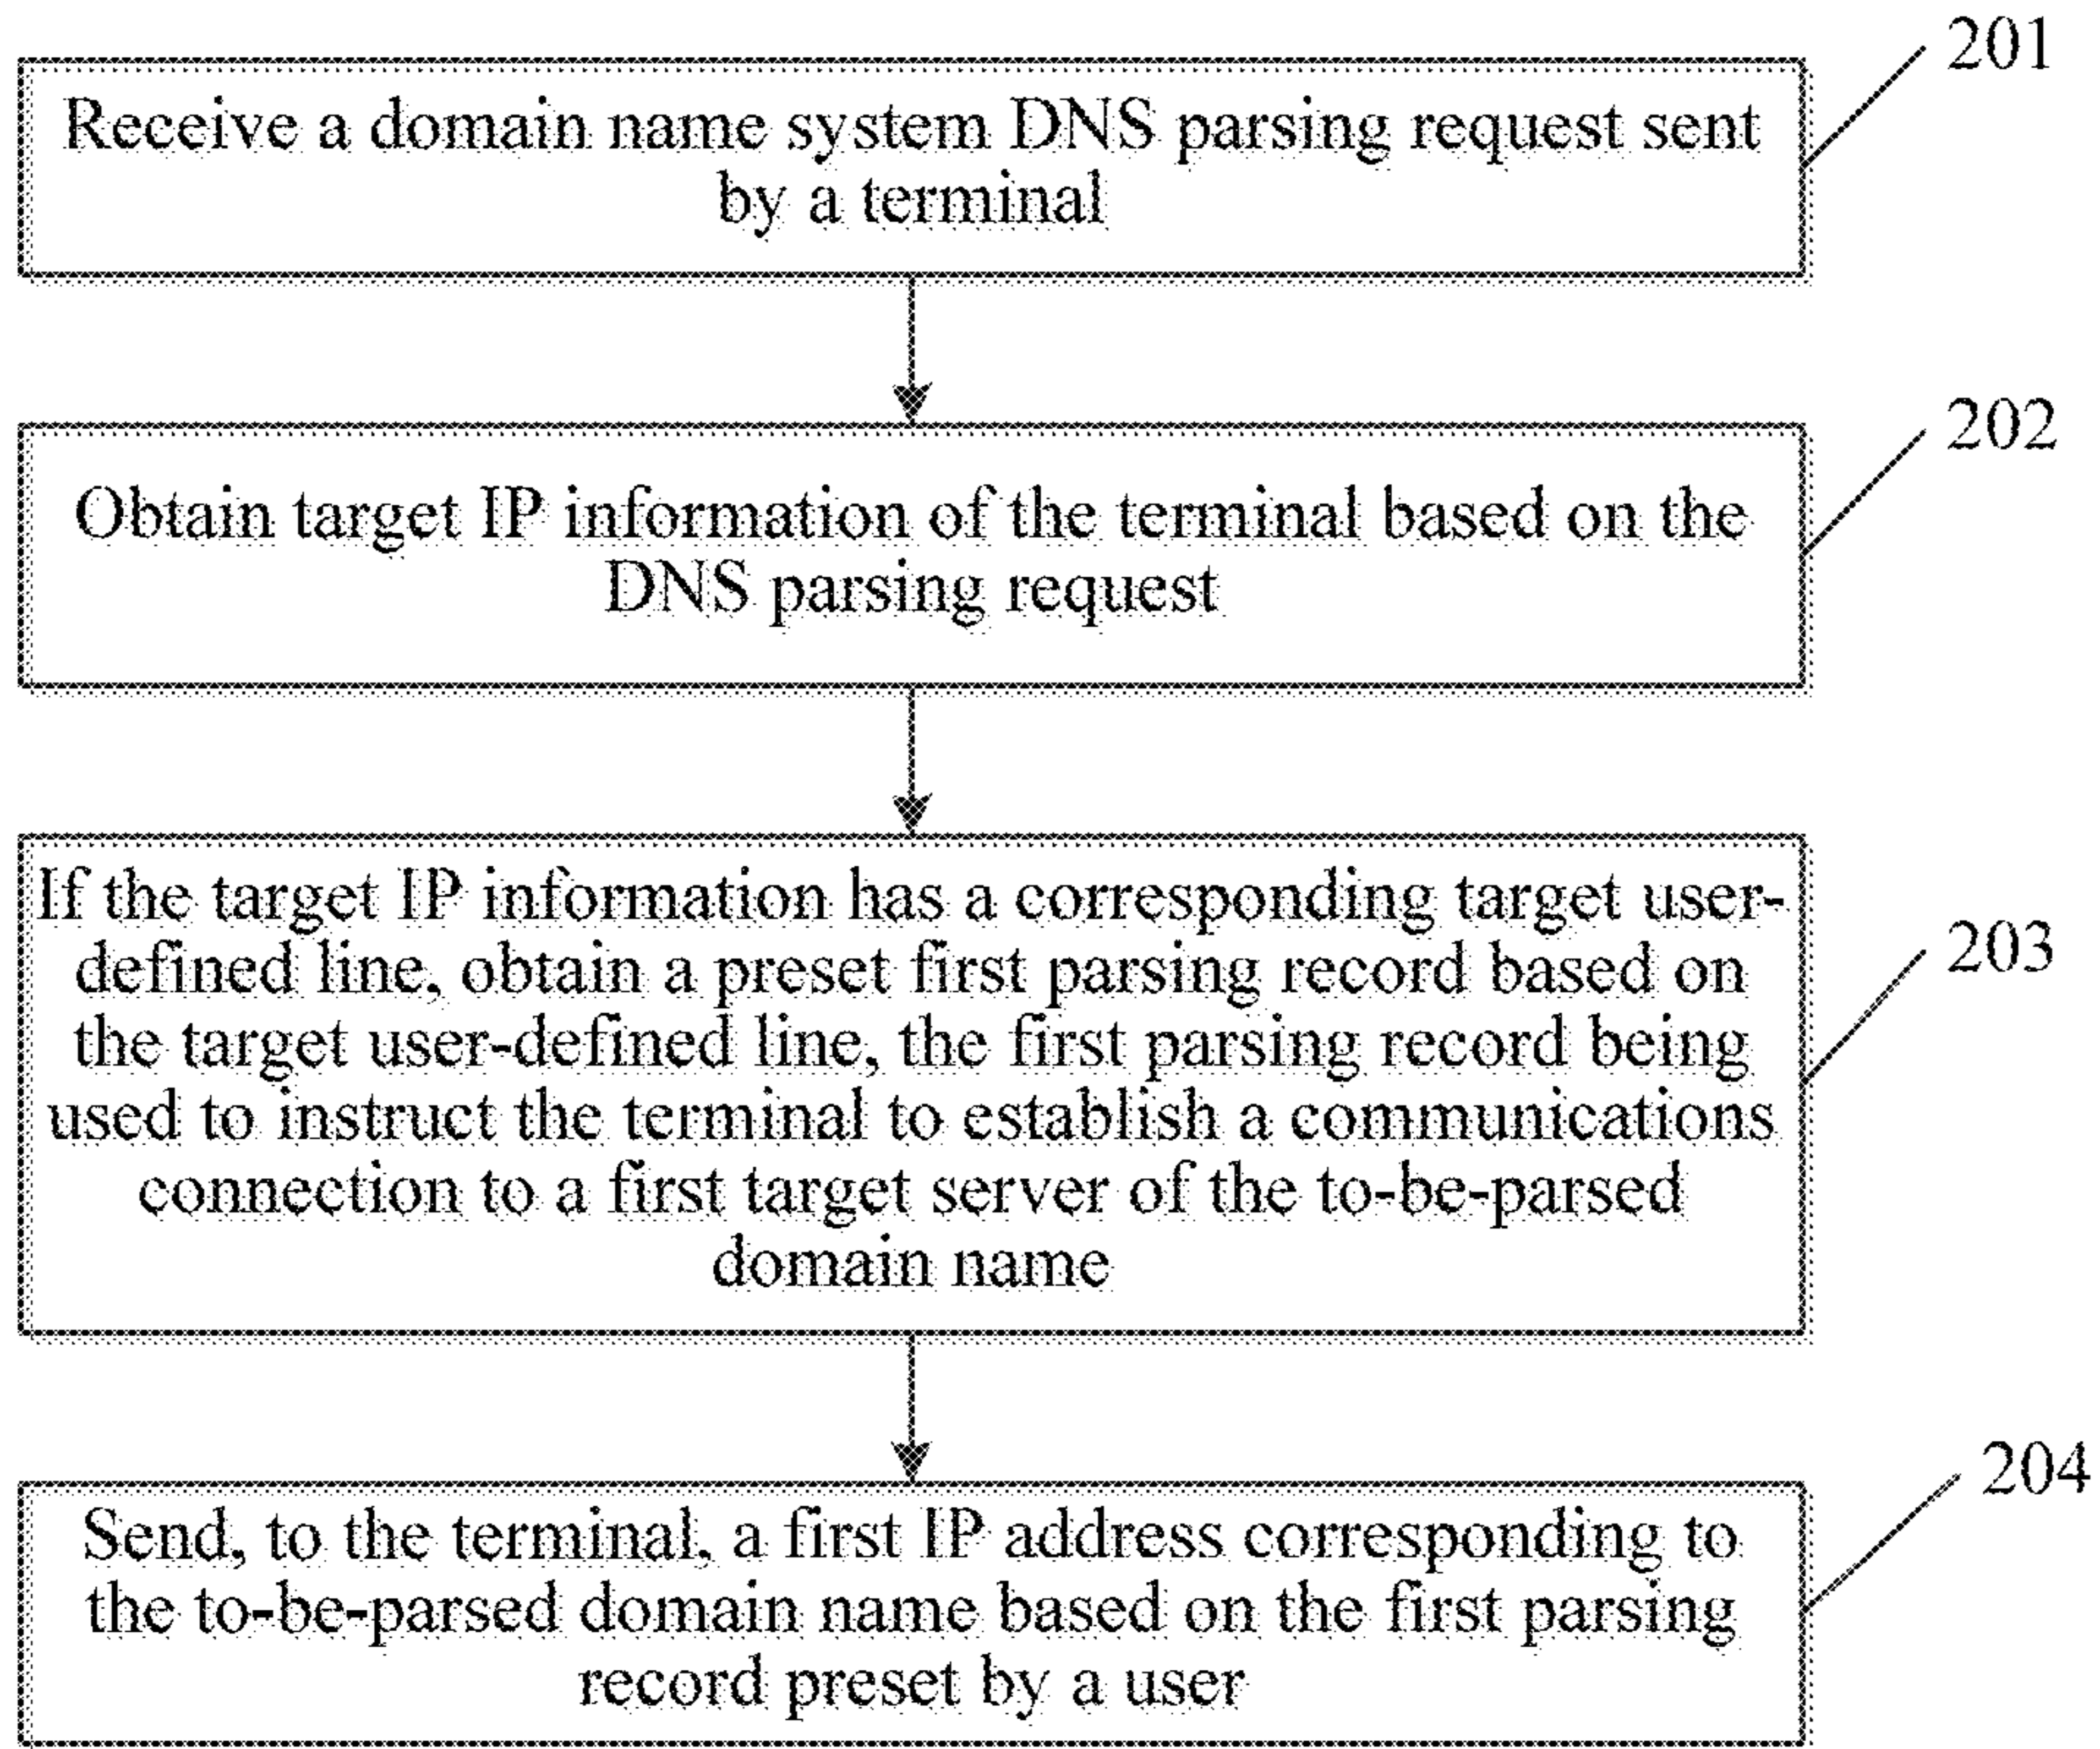 201
Receive a domain name system DNS parsing request sent
by a terminal
202
Obtain target IP information of the terminal based on the
DNS parsing request
203
If the target IP information has a corresponding target user-
defined line, obtain a preset first parsing record based on
the target user-defined line, the first parsing record being
used to instruct the terminal to establish a communications
connection to a first target server of the to-be-parsed
domain name
204
Send, to the terminal, a first IP address corresponding to
the to-be-parsed domain name based on the first parsing
record preset by a user